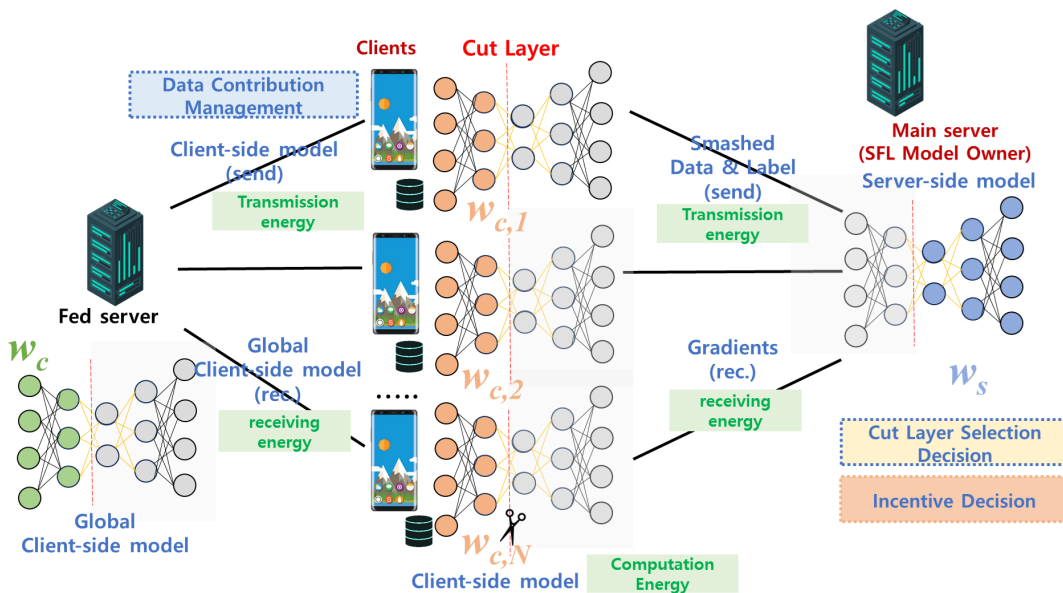 Clients
Cut Layer
Data Contribution
Management
Client-side model
(send)
Transmission
energy
Smashed
Data & Label
(send)
Transmission
energy
Main server
(SFL Model Owner)
Server-side model
w_{c,1}
Fed server
w_c
Global
Client-side model
(rec.)
receiving
energy
w_{c,2}
......
Gradients
(rec.)
receiving
energy
w_s
Cut Layer Selection
Decision
Incentive Decision
Global
Client-side model
w_{c,N}
Client-side model
Computation
Energy